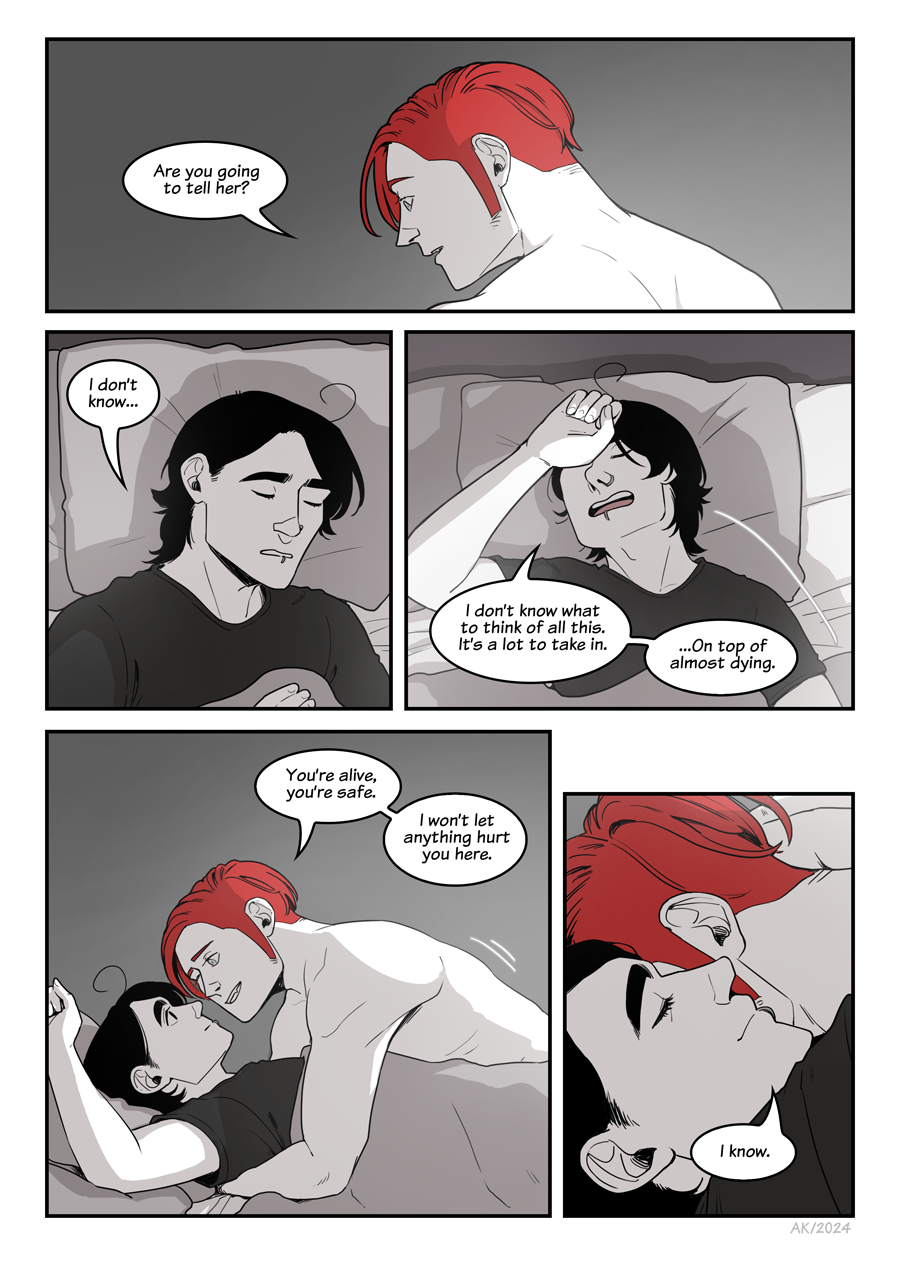 Are you going
to tell her?
I don't
know...
I don't know what
to think of all this.
It's a lot to take in.
...On top of
almost dying.
You're alive,
you're safe.
I won't let
anything hurt
you here.
I know.
AK/2024